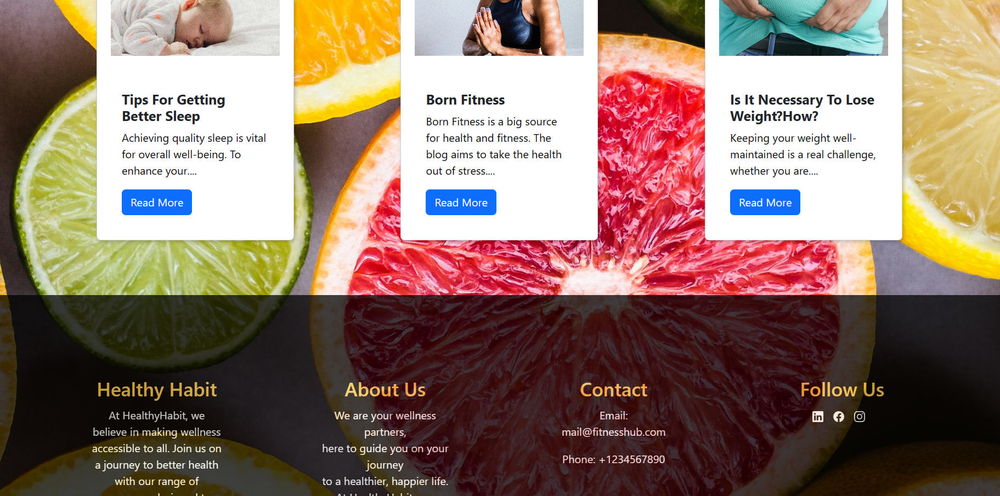 Tips For Getting
Better Sleep
Achieving quality sleep is vital
for overall well-being. To
enhance your....
Read More
Born Fitness
Born Fitness is a big source
for health and fitness. The
blog aims to take the health
out of stress....
Read More
Is It Necessary To Lose
Weight?How?
Keeping your weight well-
maintained is a real challenge,
whether you are....
Read More
Healthy Habit
At HealthyHabit, we
believe in making wellness
accessible to all. Join us on
a journey to better health
with our range of
About Us
We are your wellness
partners,
here to guide you on your
journey
to a healthier, happier life.
Contact
Email:
mail@fitnesshub.com
Phone: +1234567890
Follow Us